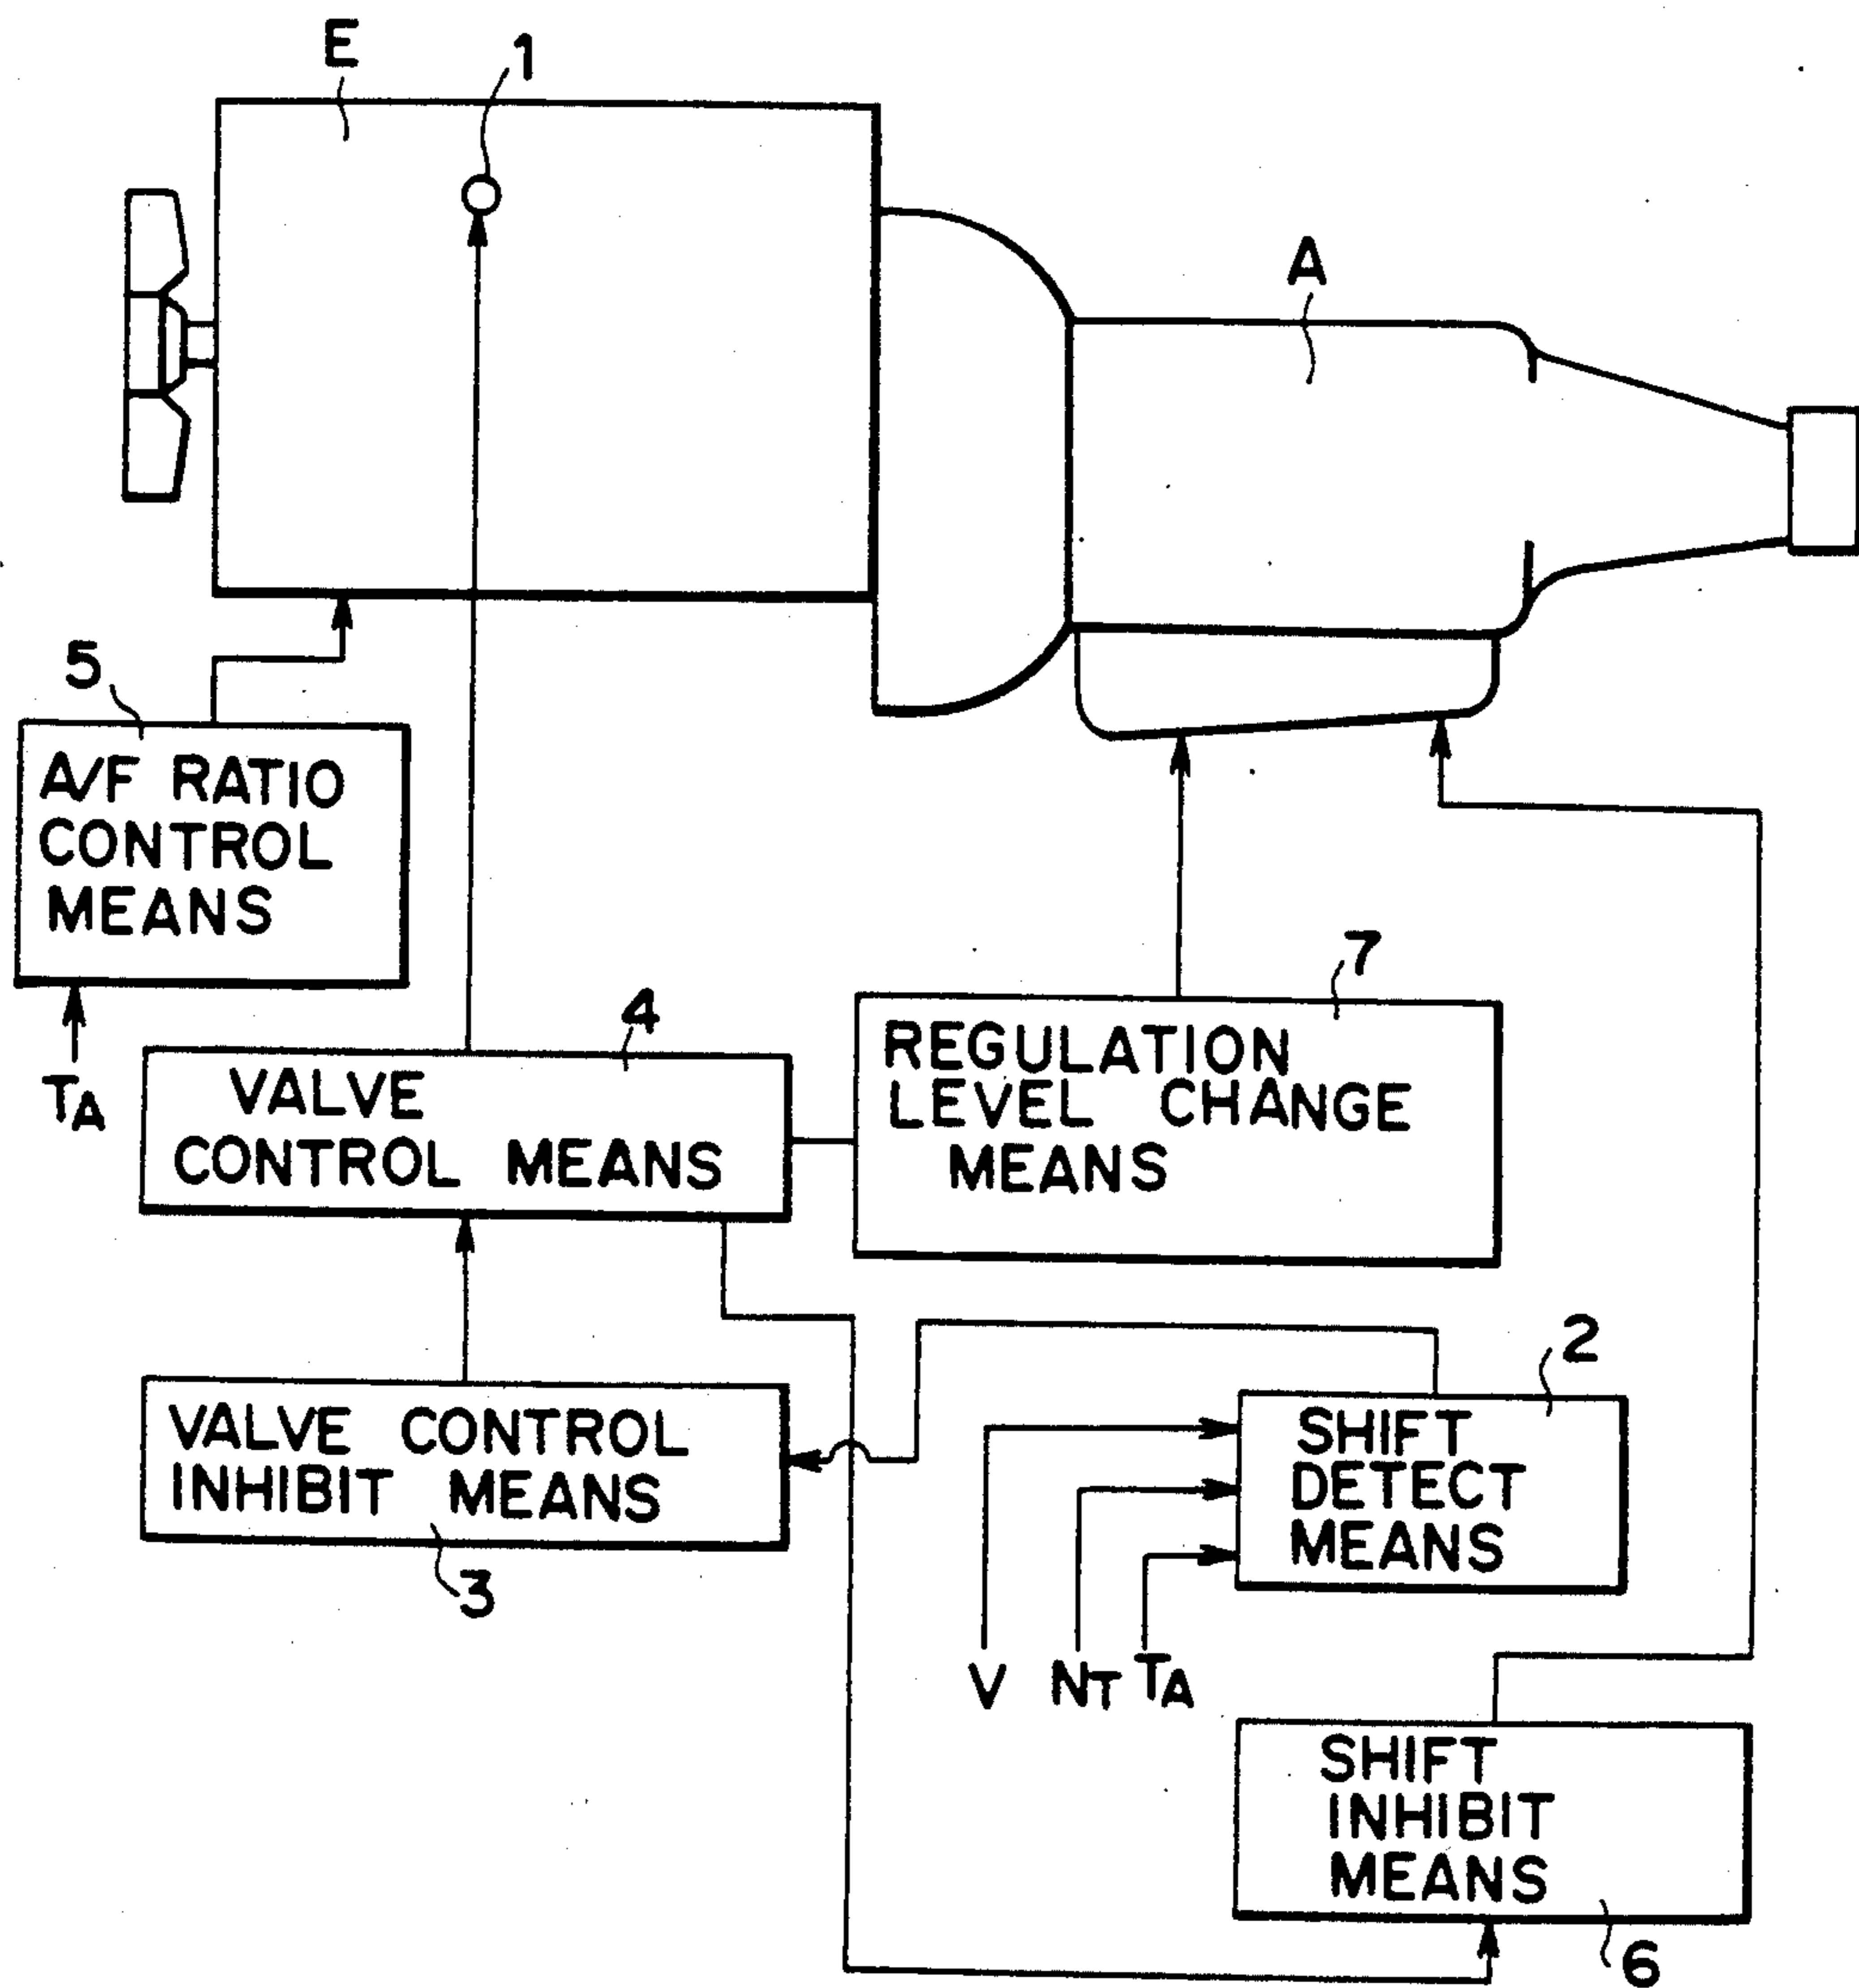 E
1
A
5
A/F RATIO
CONTROL
MEANS
TA
4
VALVE
CONTROL MEANS
7
REGULATION
LEVEL CHANGE
MEANS
VALVE CONTROL
INHIBIT MEANS
3
2
SHIFT
DETECT
MEANS
V NT TA
SHIFT
INHIBIT
MEANS
6